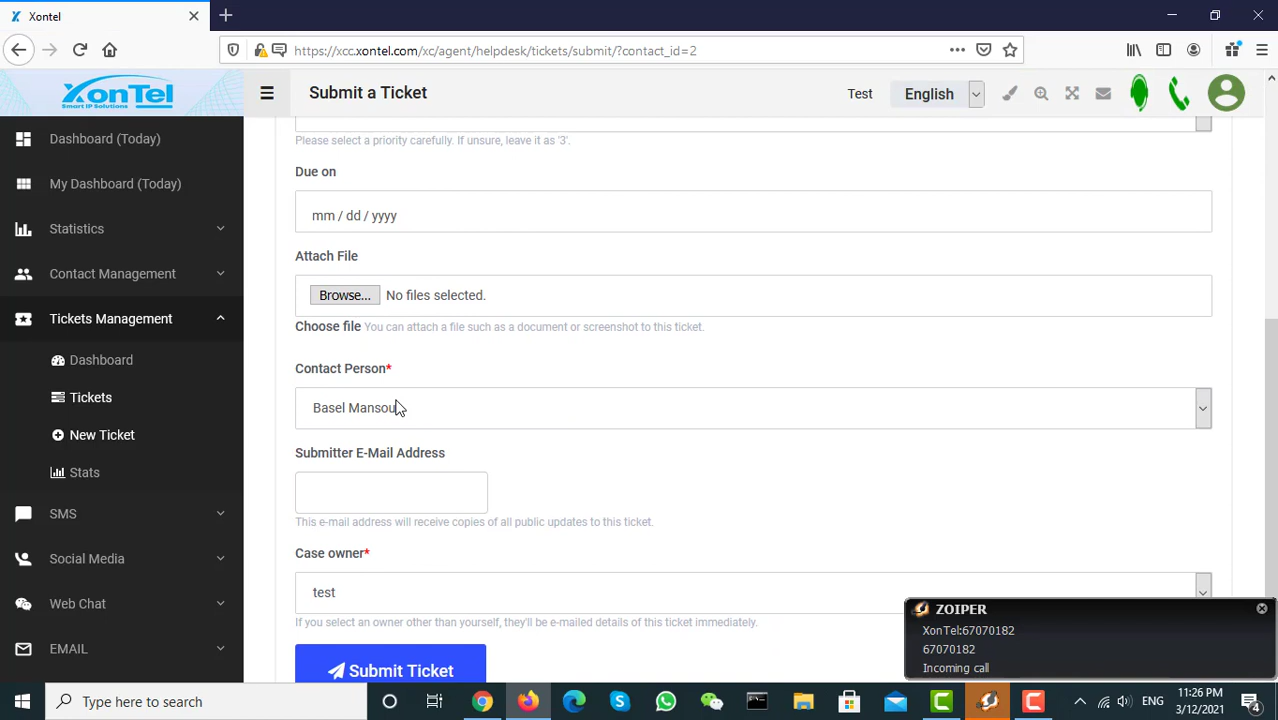 Xontel
https://xcc.xontel.com/xc/agent/helpdesk/tickets/submit/?contact_id=2
XonTel
Smart IP Solutions
Submit a Ticket
Test
English
Dashboard (Today)
My Dashboard (Today)
Statistics
Contact Management
Tickets Management
Dashboard
Tickets
New Ticket
Stats
SMS
Social Media
Web Chat
EMAIL
Please select a priority carefully. If unsure, leave it as '3'.
Due on
mm / dd / yyyy
Attach File
Browse... No files selected.
Choose file You can attach a file such as a document or screenshot to this ticket.
Contact Person*
Basel Mansou
Submitter E-Mail Address
This e-mail address will receive copies of all public updates to this ticket.
Case owner*
test
If you select an owner other than yourself, they'll be e-mailed details of this ticket immediately.
Submit Ticket
ZOIPER
XonTel:67070182
67070182
Incoming call
Type here to search
ENG
11:26 PM
3/12/2021
4